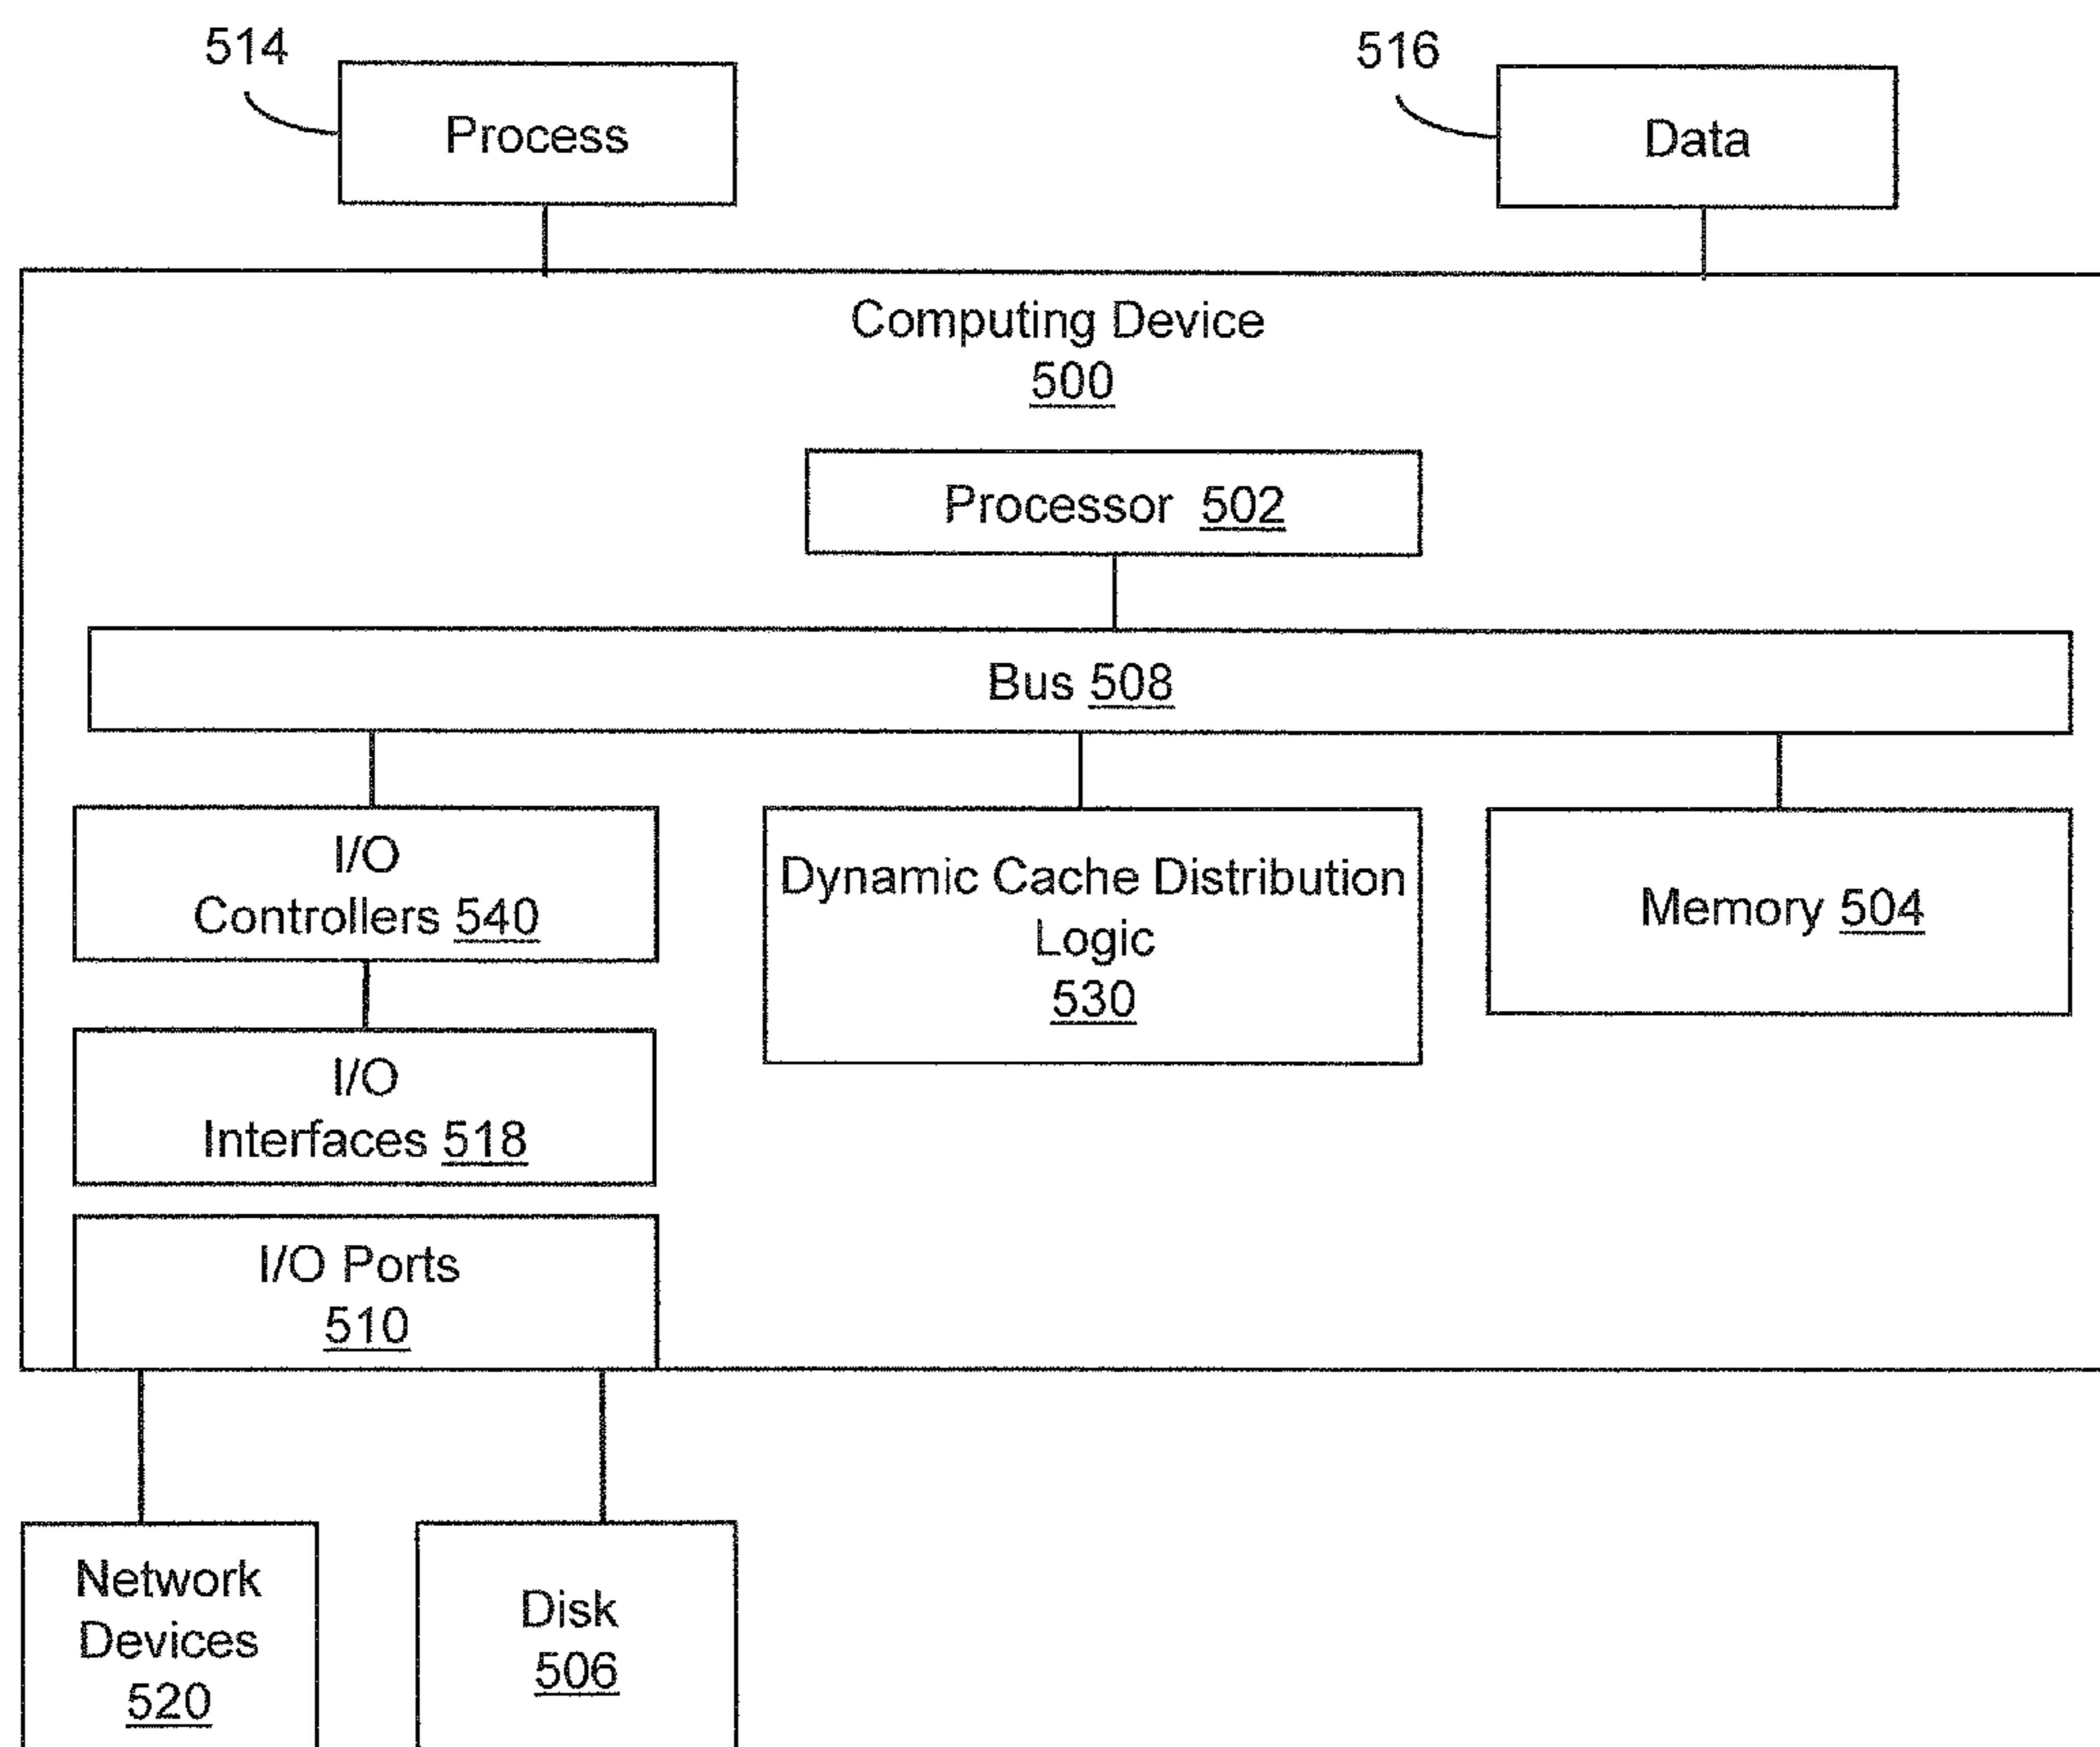 514
Process
516
Data
Computing Device
500
Processor 502
Bus 508
I/O
Controllers 540
Dynamic Cache Distribution
Logic
530
Memory 504
I/O
Interfaces 518
I/O Ports
510
Network
Devices
520
Disk
506